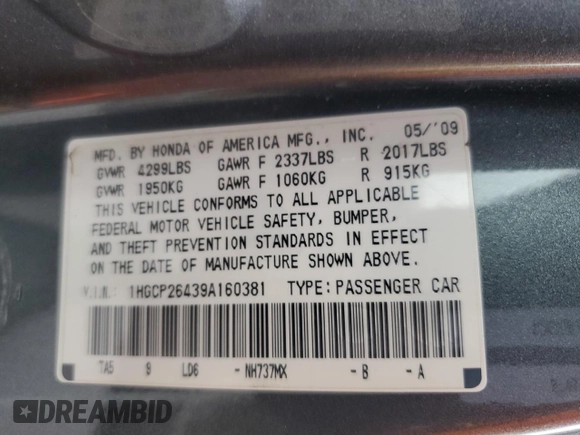 MFD. BY HONDA OF AMERICA MFG., INC. 05/'09
GVWR 4299LBS GAWR F 2337LBS R 2017LBS
GVWR 1950KG GAWR F 1060KG R 915KG
THIS VEHICLE CONFORMS TO ALL APPLICABLE
FEDERAL MOTOR VEHICLE SAFETY, BUMPER,
AND THEFT PREVENTION STANDARDS IN EFFECT
ON THE DATE OF MANUFACTURE SHOWN ABOVE.
V.I.N.: 1HGCP26439A160381 TYPE:PASSENGER CAR
TA5 9 LD6 -NH737MX -B -A
DREAMBID